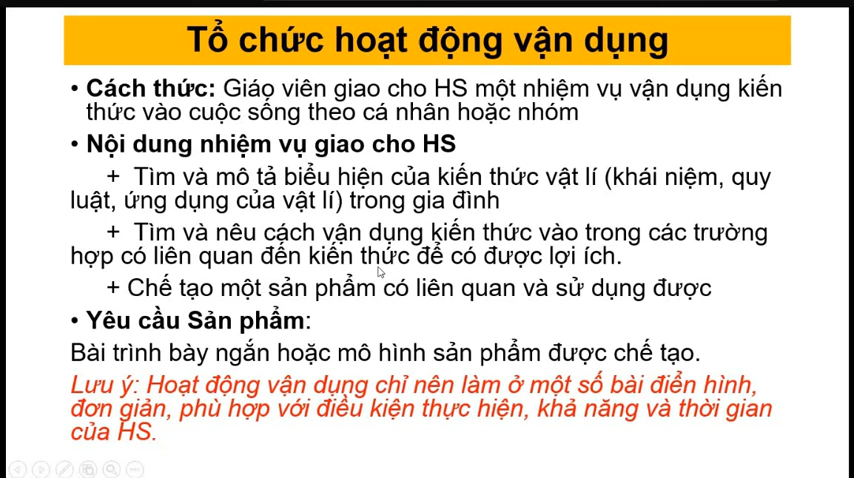 Tổ chức hoạt động vận dụng
• Cách thức: Giáo viên giao cho HS một nhiệm vụ vận dụng kiến
thức vào cuộc sống theo cá nhân hoặc nhóm
• Nội dung nhiệm vụ giao cho HS
+ Tìm và mô tả biểu hiện của kiến thức vật lí (khái niệm, quy
luật, ứng dụng của vật lí) trong gia đình
+ Tìm và nêu cách vận dụng kiến thức vào trong các trường
hợp có liên quan đến kiến thức để có được lợi ích.
+ Chế tạo một sản phẩm có liên quan và sử dụng được
• Yêu cầu Sản phẩm:
Bài trình bày ngắn hoặc mô hình sản phẩm được chế tạo.
Lưu ý: Hoạt động vận dụng chỉ nên làm ở một số bài điển hình,
đơn giản, phù hợp với điều kiện thực hiện, khả năng và thời gian
của HS.